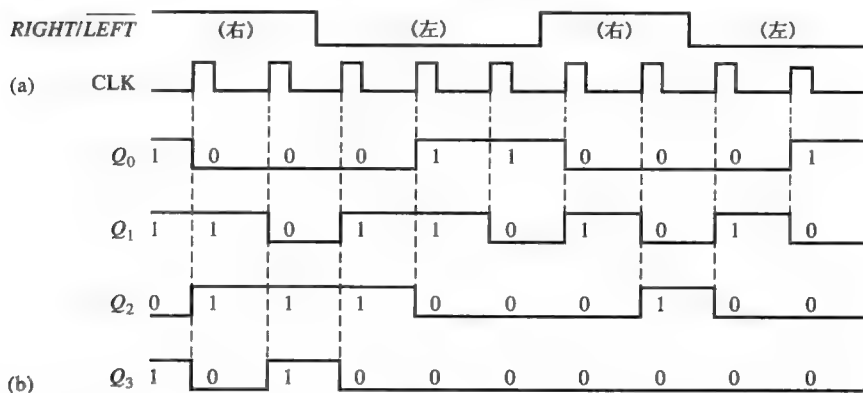 RIGHT/LEFT (右) (左) (右) (左)
(a) CLK
Q0 1 0 0 0 1 1 0 0 0 1
Q1 1 1 0 1 1 0 1 0 1 0
Q2 0 1 1 1 0 0 0 1 0 0
(b) Q3 1 0 1 0 0 0 0 0 0 0